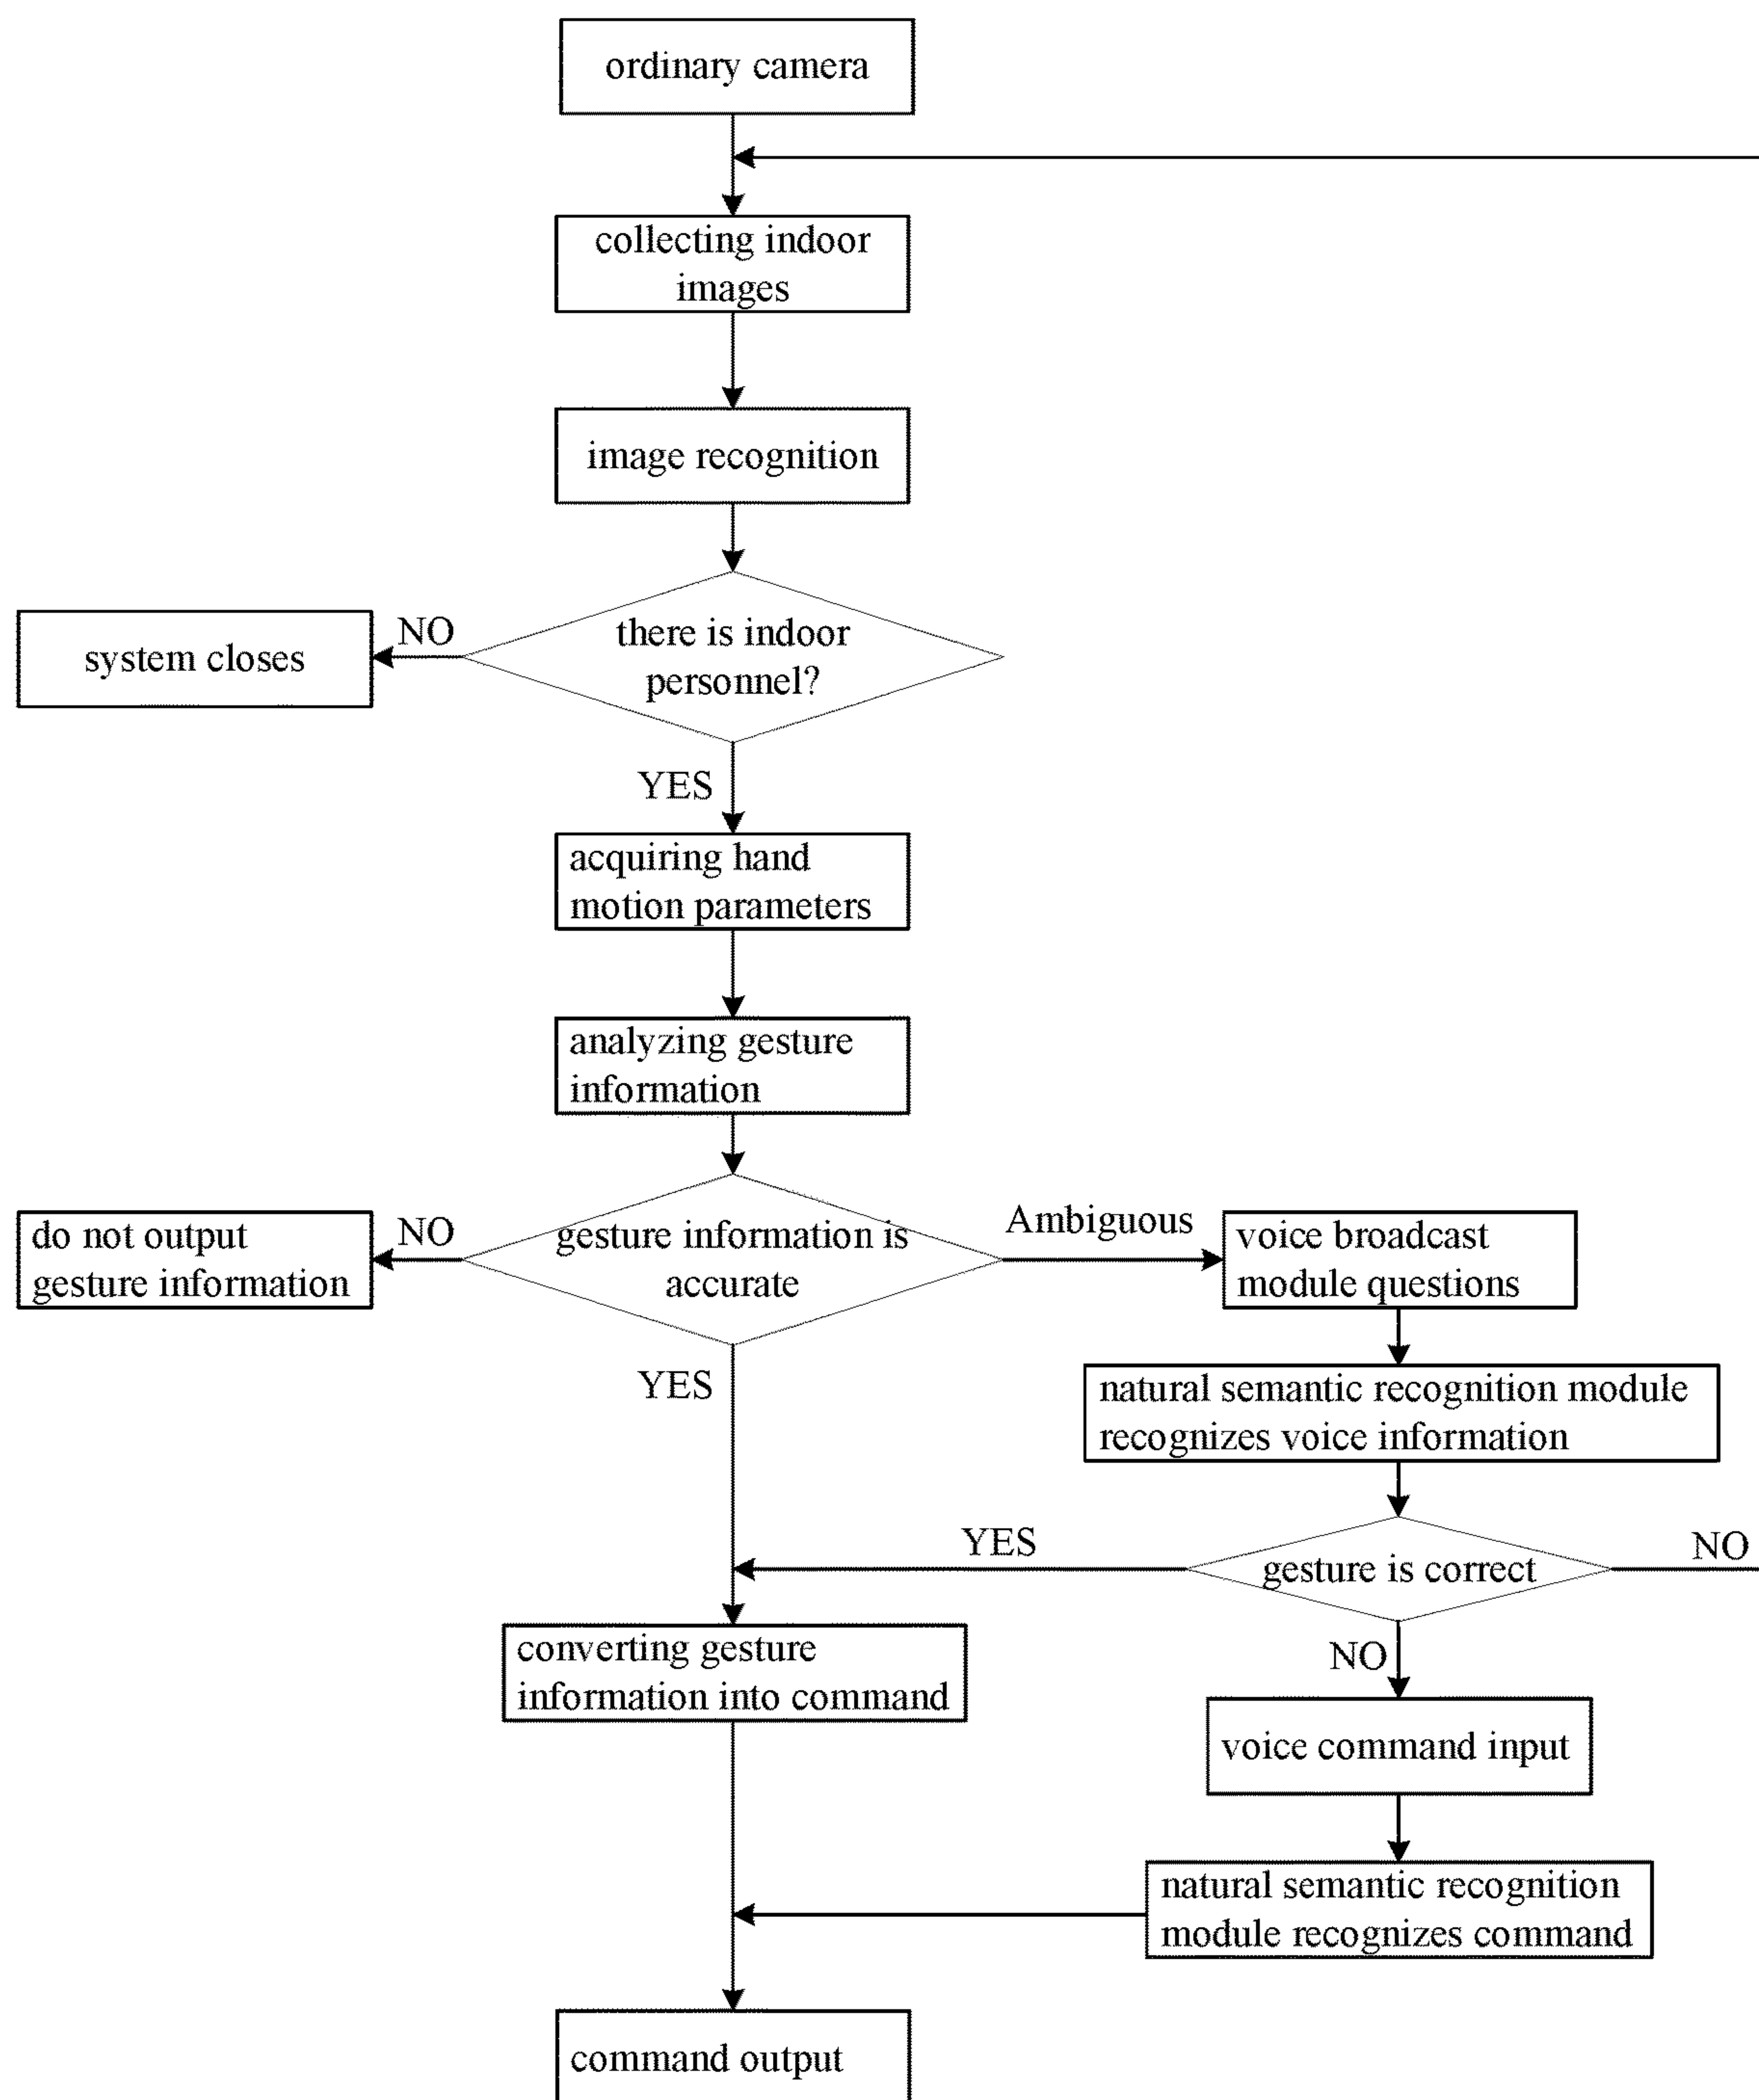 ordinary camera
collecting indoor
images
image recognition
there is indoor
personnel?
NO
system closes
YES
acquiring hand
motion parameters
analyzing gesture
information
gesture information is
accurate
NO
do not output
gesture information
Ambiguous
voice broadcast
module questions
natural semantic recognition module
recognizes voice information
YES
gesture is correct
YES
NO
NO
converting gesture
information into command
voice command input
natural semantic recognition
module recognizes command
command output